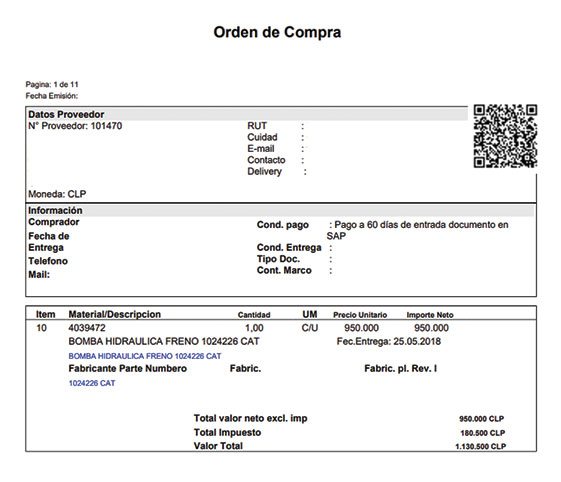 Orden de Compra
Pagina: 1 de 11
Fecha Emisión:
Datos Proveedor
N° Proveedor: 101470
RUT :
Cuidad :
E-mail :
Contacto :
Delivery :
Moneda: CLP
Información
Comprador
Cond. pago : Pago a 60 días de entrada documento en SAP
Fecha de Entrega
Cond. Entrega :
Telefono
Tipo Doc. :
Mail:
Cont. Marco :
Item Material/Descripcion Cantidad UM Precio Unitario Importe Neto
10 4039472 1,00 C/U 950.000 950.000
BOMBA HIDRAULICA FRENO 1024226 CAT Fec.Entrega: 25.05.2018
BOMBA HIDRAULICA FRENO 1024226 CAT
Fabricante Parte Numbero Fabric. Fabric. pl. Rev. I
1024226 CAT
Total valor neto excl. imp 950.000 CLP
Total Impuesto 180.500 CLP
Valor Total 1.130.500 CLP